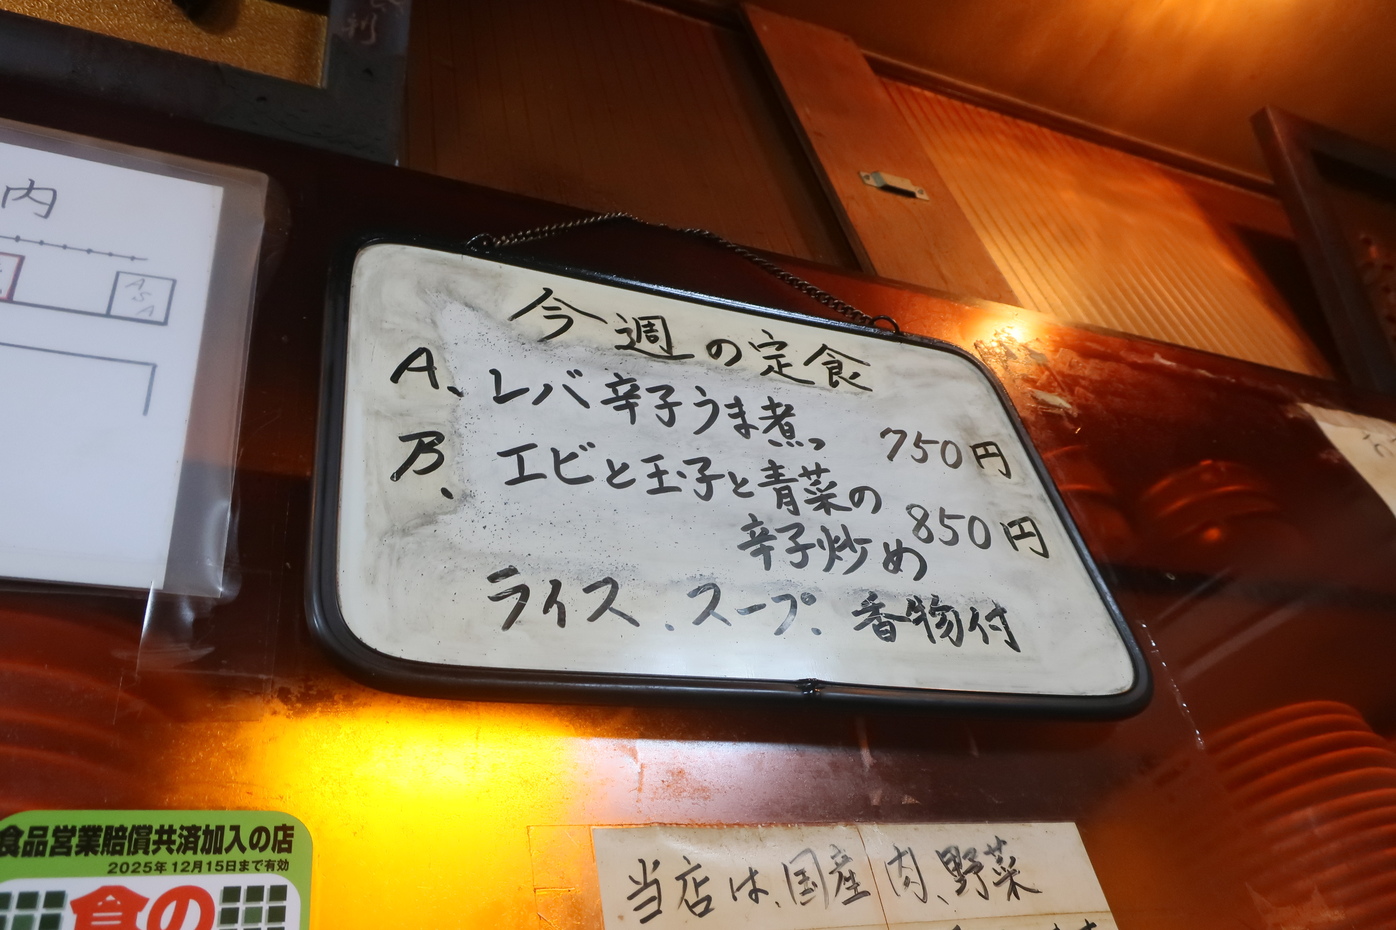 内
今週の定食
A、レバ辛子うま煮 750円
B、エビと玉子と青菜の
辛子炒め 850円
ライス、スープ、香物付
食品営業賠償共済加入の店
2025年12月15日まで有効
食の
当店は、国産肉、野菜